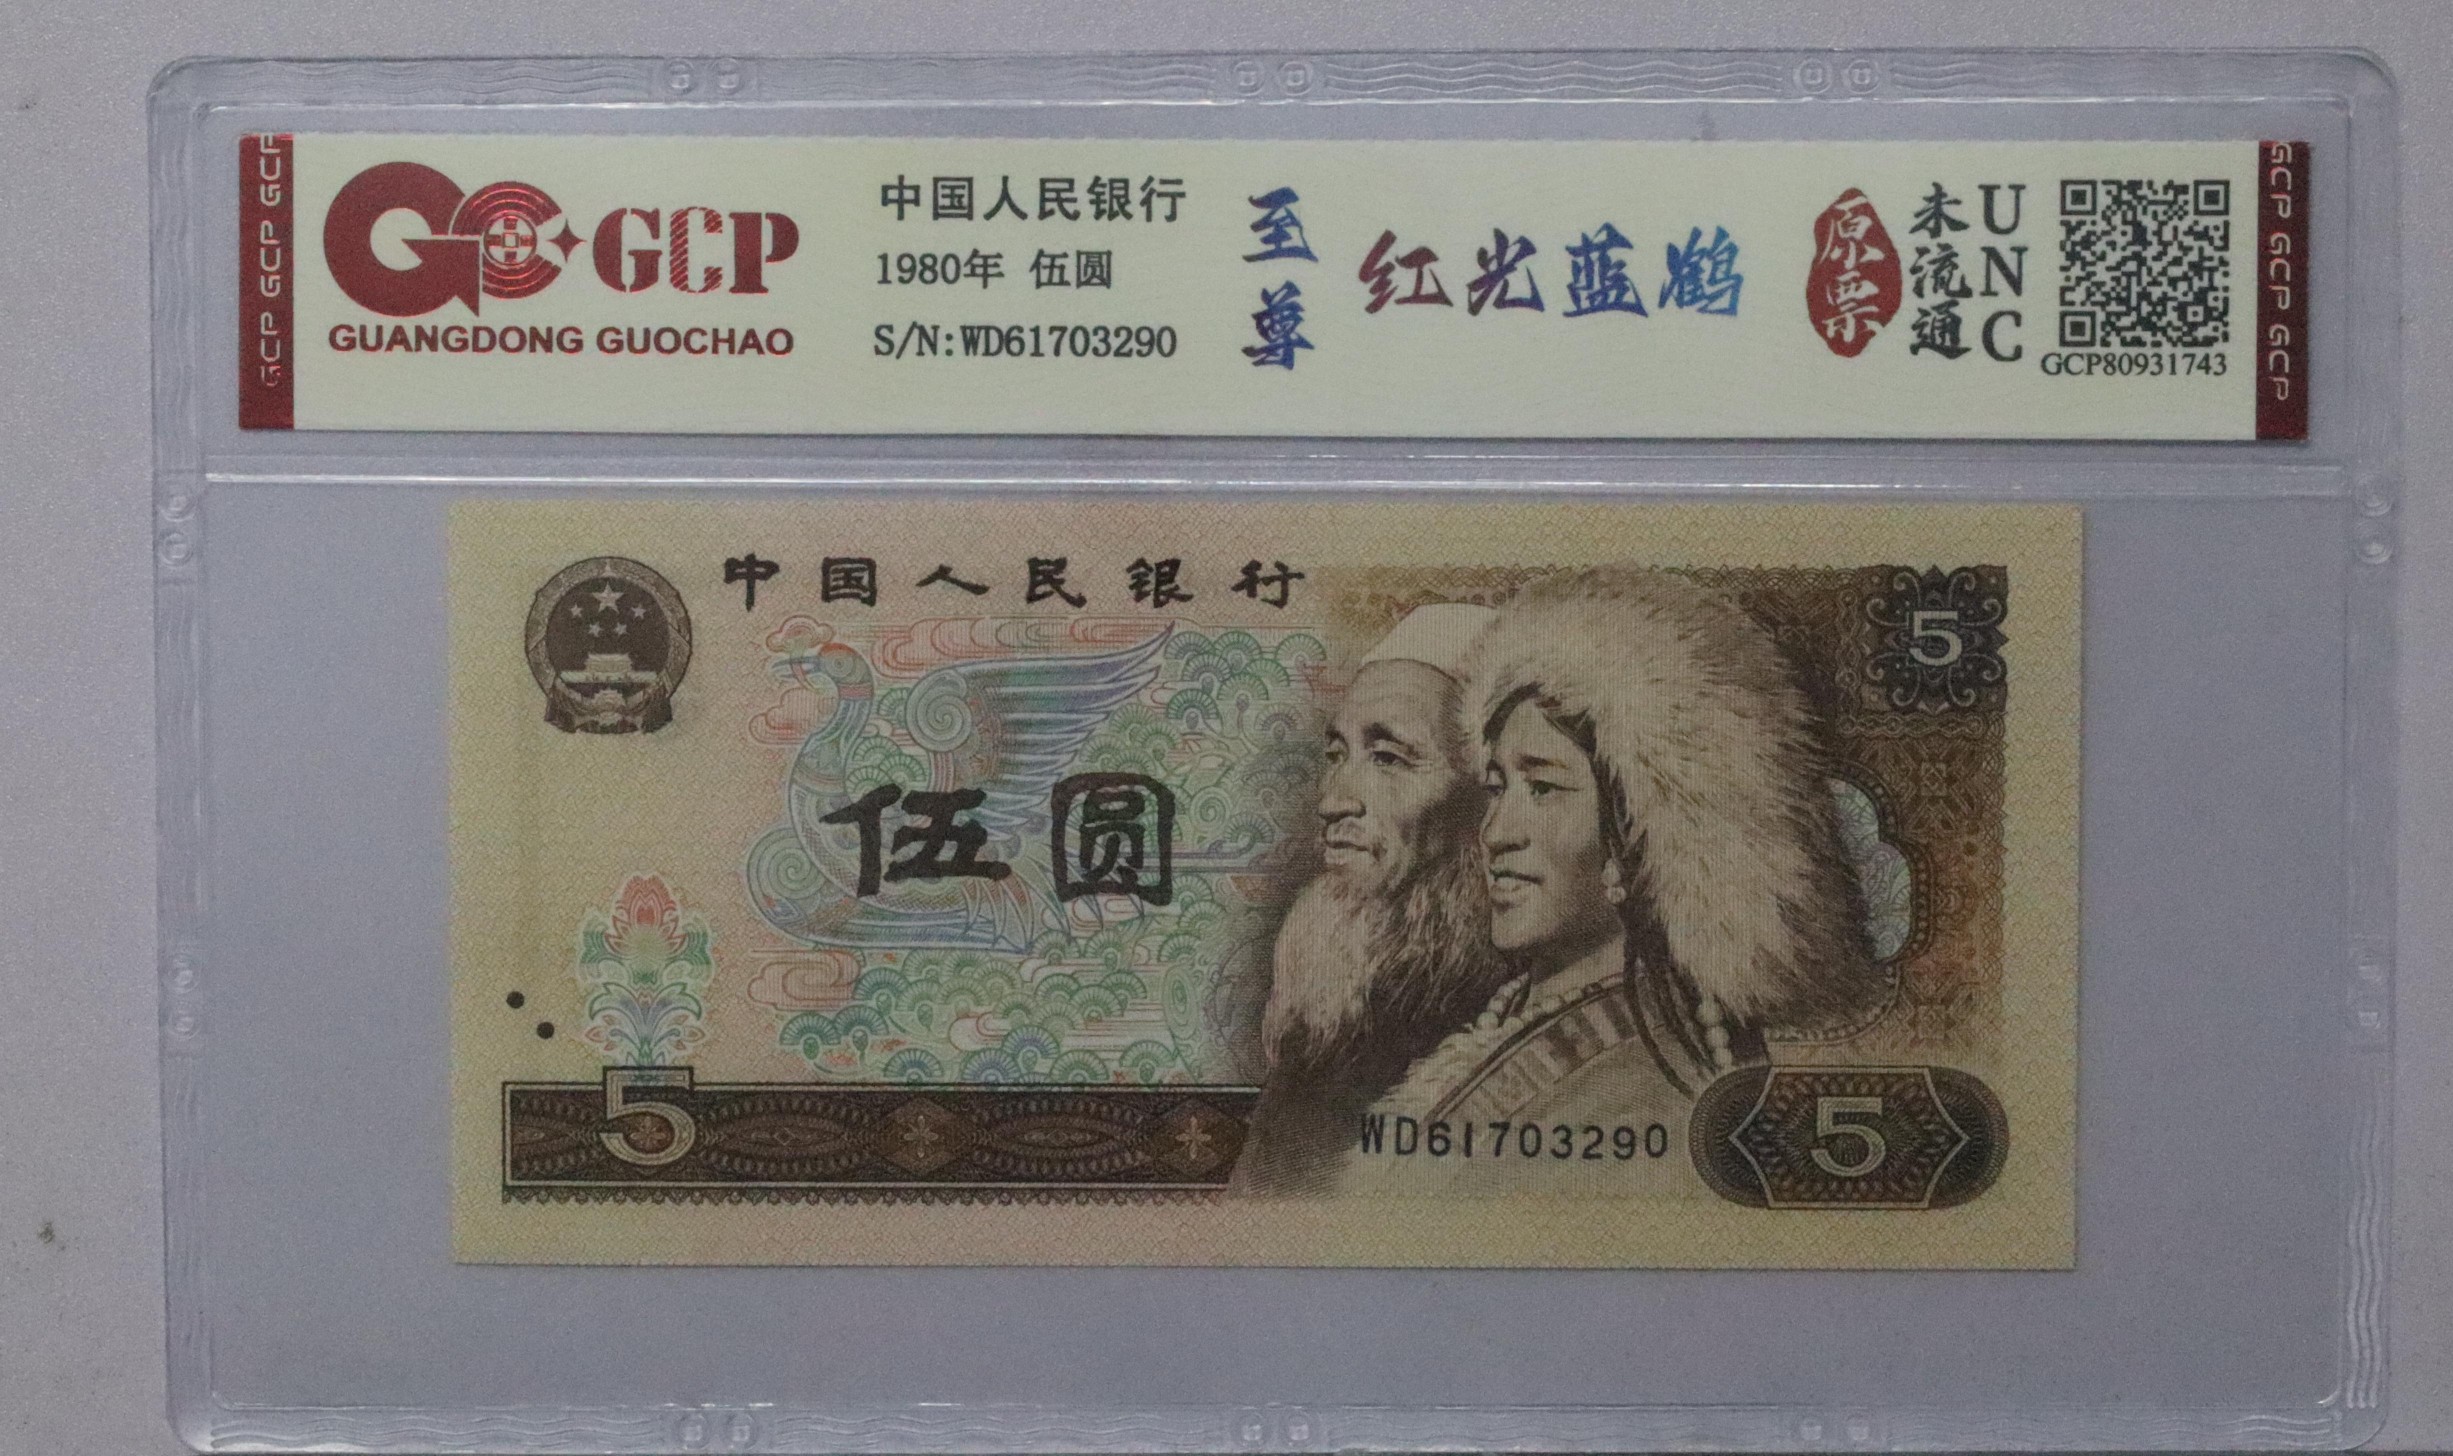 GCP GCP GCP
GCP
GUANGDONG GUOCHAO
中国人民银行
1980年 伍圆
S/N:WD61703290
至尊
红光蓝鹤
原票
未流通
UNC
GCP80931743
GCP GCP GCP
中国人民银行
5
伍圆
5
WD61703290
5